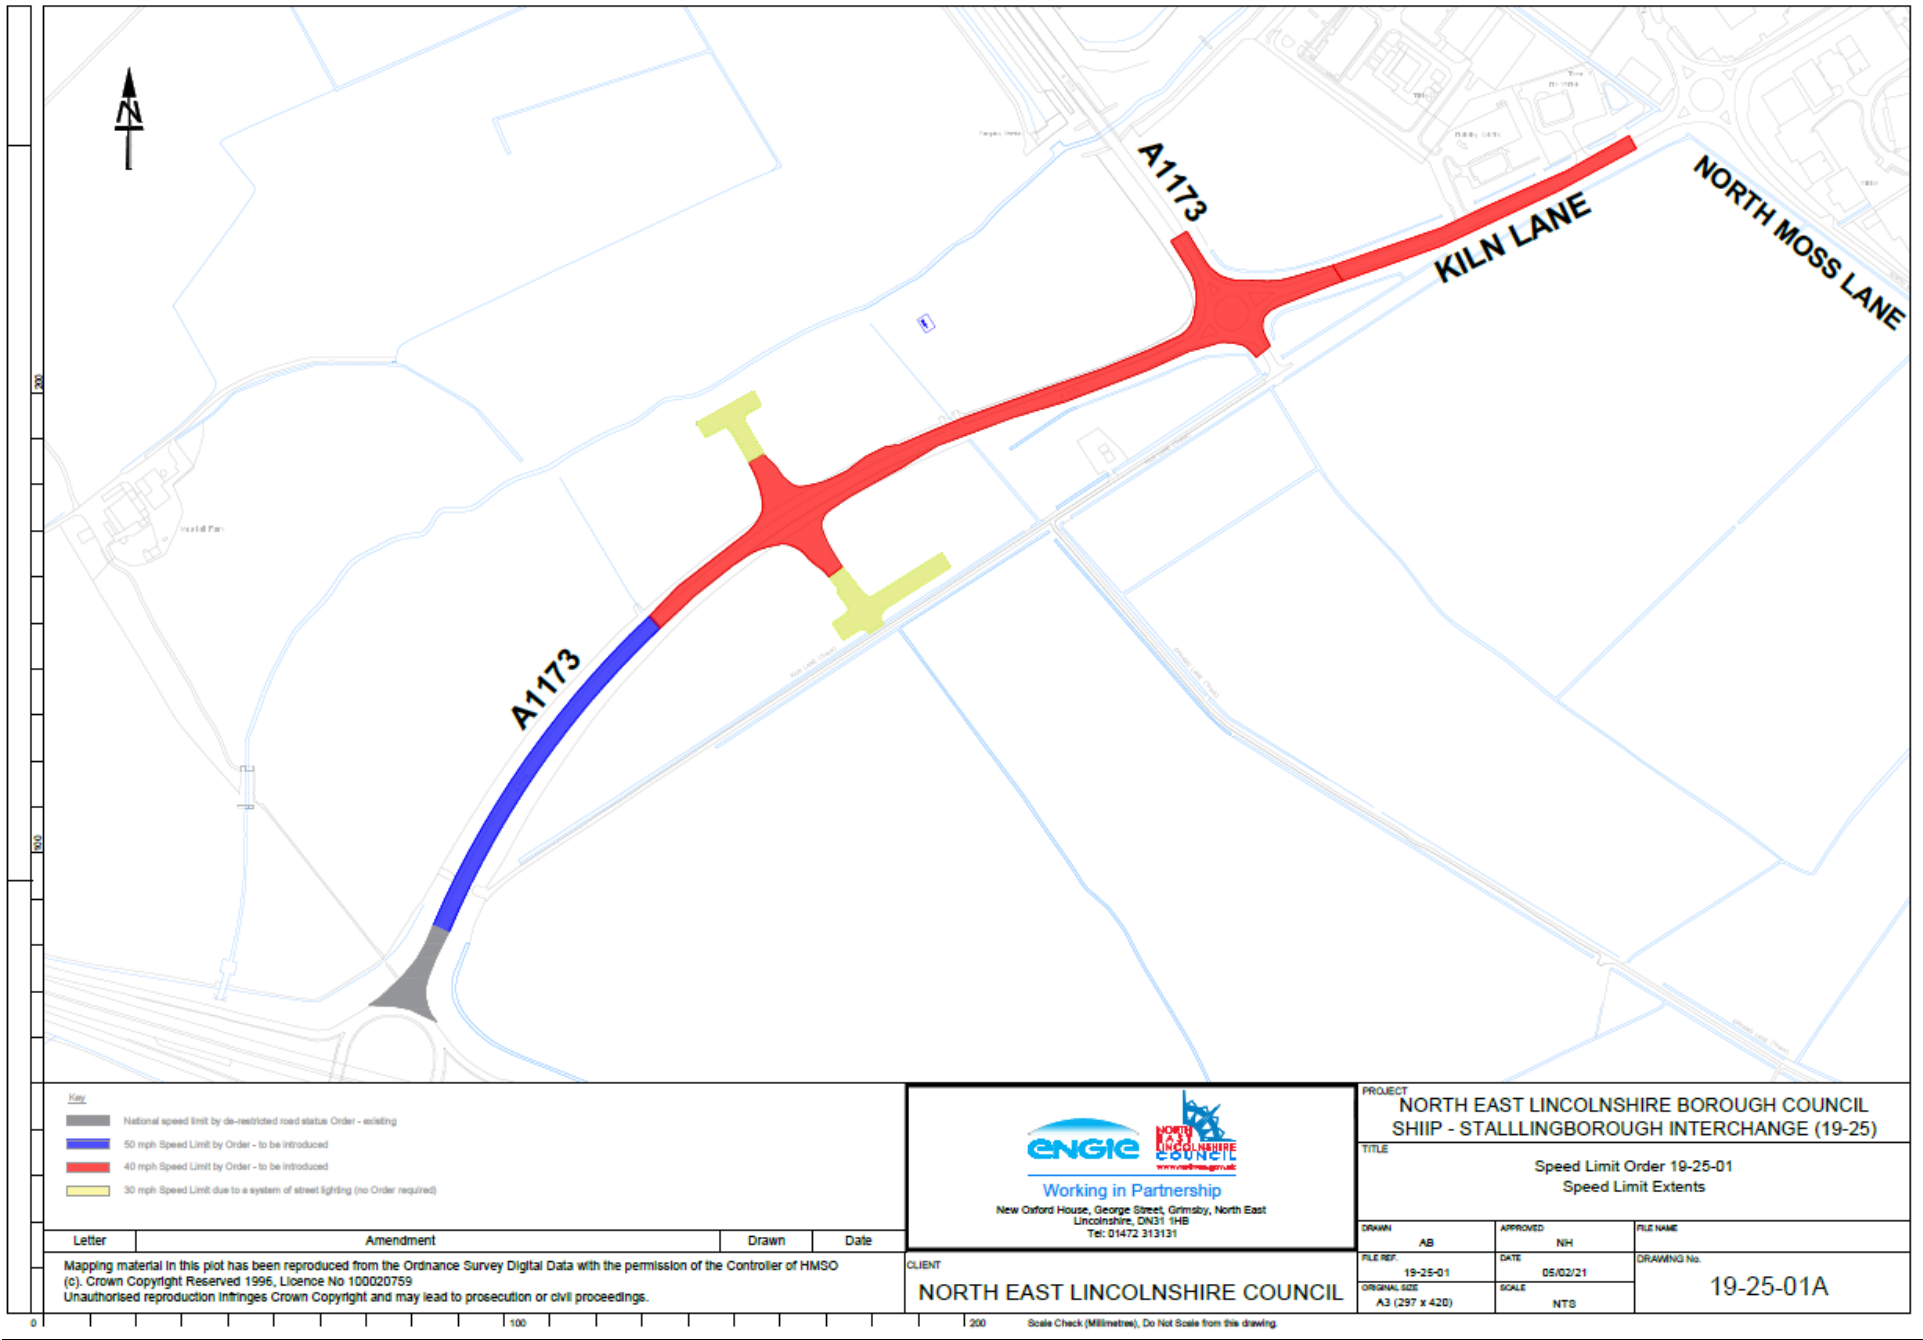 N
A1173
KILN LANE
NORTH MOSS LANE
A1173
200
100
Key
National speed limit by de-restricted road status Order - existing
50 mph Speed Limit by Order - to be introduced
40 mph Speed Limit by Order - to be introduced
30 mph Speed Limit due to a system of street lighting (no Order required)
Letter Amendment Drawn Date
Mapping material in this plot has been reproduced from the Ordnance Survey Digital Data with the permission of the Controller of HMSO
(c). Crown Copyright Reserved 1996, Licence No 100020759
Unauthorised reproduction infringes Crown Copyright and may lead to prosecution or civil proceedings.
ENGIE
NORTH
EAST
LINCOLNSHIRE
COUNCIL
www.nelincs.gov.uk
Working in Partnership
New Oxford House, George Street, Grimsby, North East
Lincolnshire, DN31 1HB
Tel: 01472 313131
CLIENT
NORTH EAST LINCOLNSHIRE COUNCIL
PROJECT
NORTH EAST LINCOLNSHIRE BOROUGH COUNCIL
SHIIP - STALLLINGBOROUGH INTERCHANGE (19-25)
TITLE
Speed Limit Order 19-25-01
Speed Limit Extents
DRAWN
AB
APPROVED
NH
FILE NAME
FILE REF.
19-25-01
DATE
05/02/21
DRAWING No.
19-25-01A
ORIGINAL SIZE
A3 (297 x 420)
SCALE
NTS
0 100 200
Scale Check (Millimetres), Do Not Scale from this drawing.